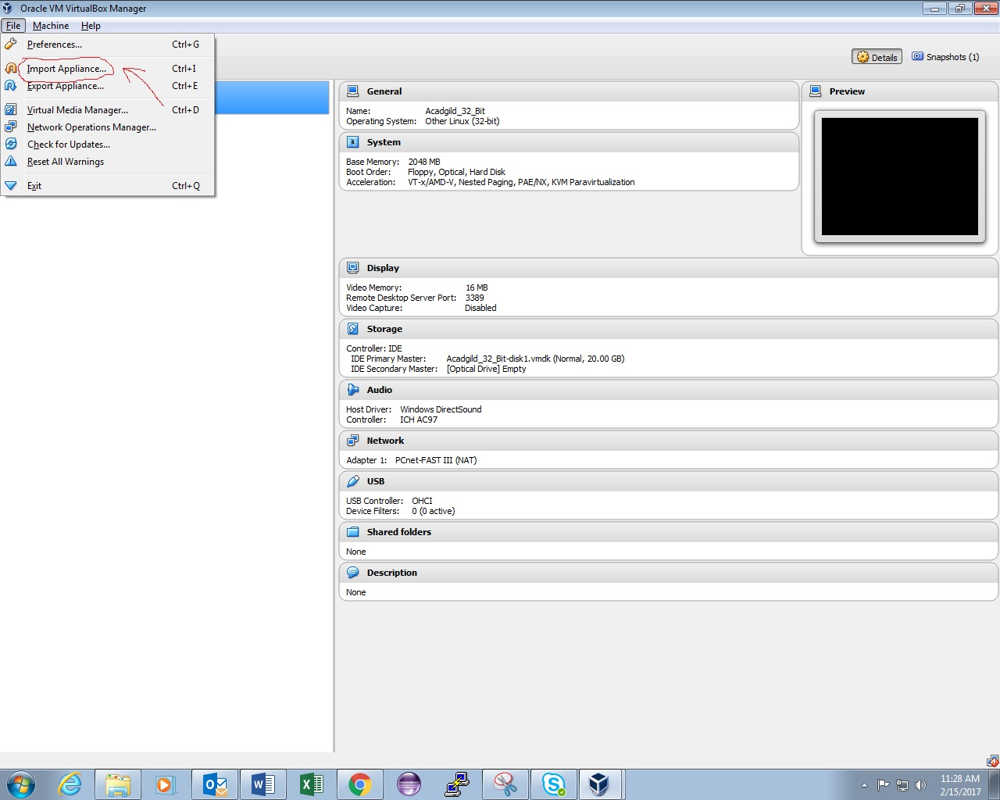 Oracle VM VirtualBox Manager
File Machine Help
Preferences... Ctrl+G
Import Appliance... Ctrl+I
Export Appliance... Ctrl+E
Virtual Media Manager... Ctrl+D
Network Operations Manager...
Check for Updates...
Reset All Warnings
Exit Ctrl+Q
Details Snapshots (1)
General
Name: Acadgild_32_Bit
Operating System: Other Linux (32-bit)
Preview
System
Base Memory: 2048 MB
Boot Order: Floppy, Optical, Hard Disk
Acceleration: VT-x/AMD-V, Nested Paging, PAE/NX, KVM Paravirtualization
Display
Video Memory: 16 MB
Remote Desktop Server Port: 3389
Video Capture: Disabled
Storage
Controller: IDE
IDE Primary Master: Acadgild_32_Bit-disk1.vmdk (Normal, 20.00 GB)
IDE Secondary Master: [Optical Drive] Empty
Audio
Host Driver: Windows DirectSound
Controller: ICH AC97
Network
Adapter 1: PCnet-FAST III (NAT)
USB
USB Controller: OHCI
Device Filters: 0 (0 active)
Shared folders
None
Description
None
11:28 AM
2/15/2017